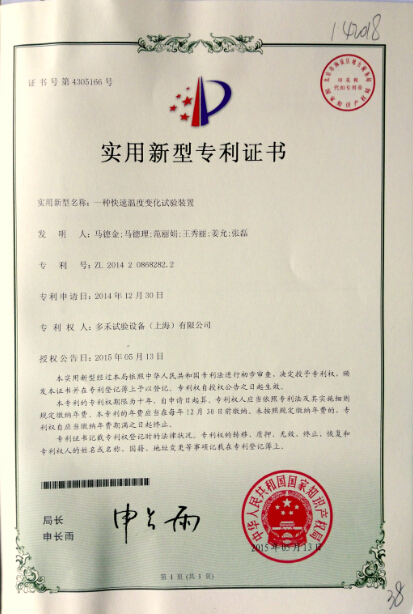 142018
证书号第4305166号
实用新型专利证书
实用新型名称：一种快速温度变化试验装置
发 明 人：马德金;马德理;范丽娟;王秀丽;姜允;张磊
专 利 号：ZL 2014 2 0868282.2
专利申请日：2014年12月30日
专 利 权 人：多禾试验设备（上海）有限公司
授权公告日：2015年05月13日
本实用新型经过本局依照中华人民共和国专利法进行初步审查，决定授予专利权，颁
发本证书并在专利登记簿上予以登记。专利权自授权公告之日起生效。
本专利的专利权期限为十年，自申请日起算。专利权人应当依照专利法及其实施细则
规定缴纳年费。本专利的年费应当在每年12月30日前缴纳。未按照规定缴纳年费的，专
利权自应当缴纳年费期满之日起终止。
专利证书记载专利权登记时的法律状况。专利权的转移、质押、无效、终止、恢复和
专利权人的姓名或名称、国籍、地址变更等事项记载在专利登记簿上。
局长
申长雨
申长雨
中华人民共和国国家知识产权局
2015年05月13日
第1页（共1页）
38